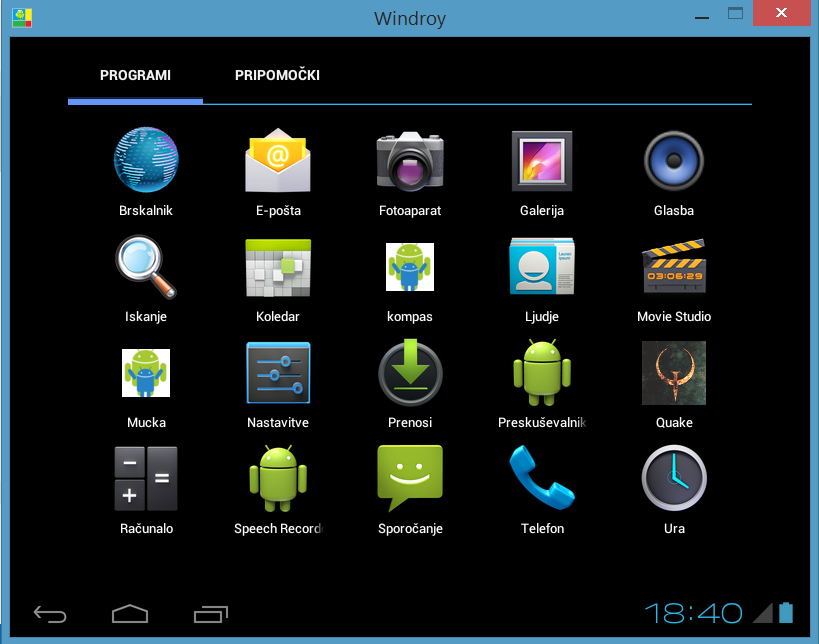 Windroy
PROGRAMI PRIPOMOČKI
Brskalnik E-pošta Fotoaparat Galerija Glasba
Iskanje Koledar kompas Ljudje Movie Studio
03:06:29
Mucka Nastavitve Prenosi Preskuševalnik Quake
Računalo Speech Recorde Sporočanje Telefon Ura
18:40